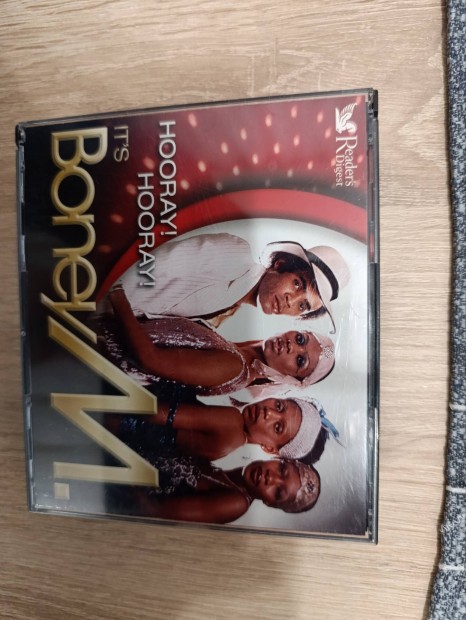 Reader's
Digest
HOORAY!
HOORAY!
IT'S
Boney M.